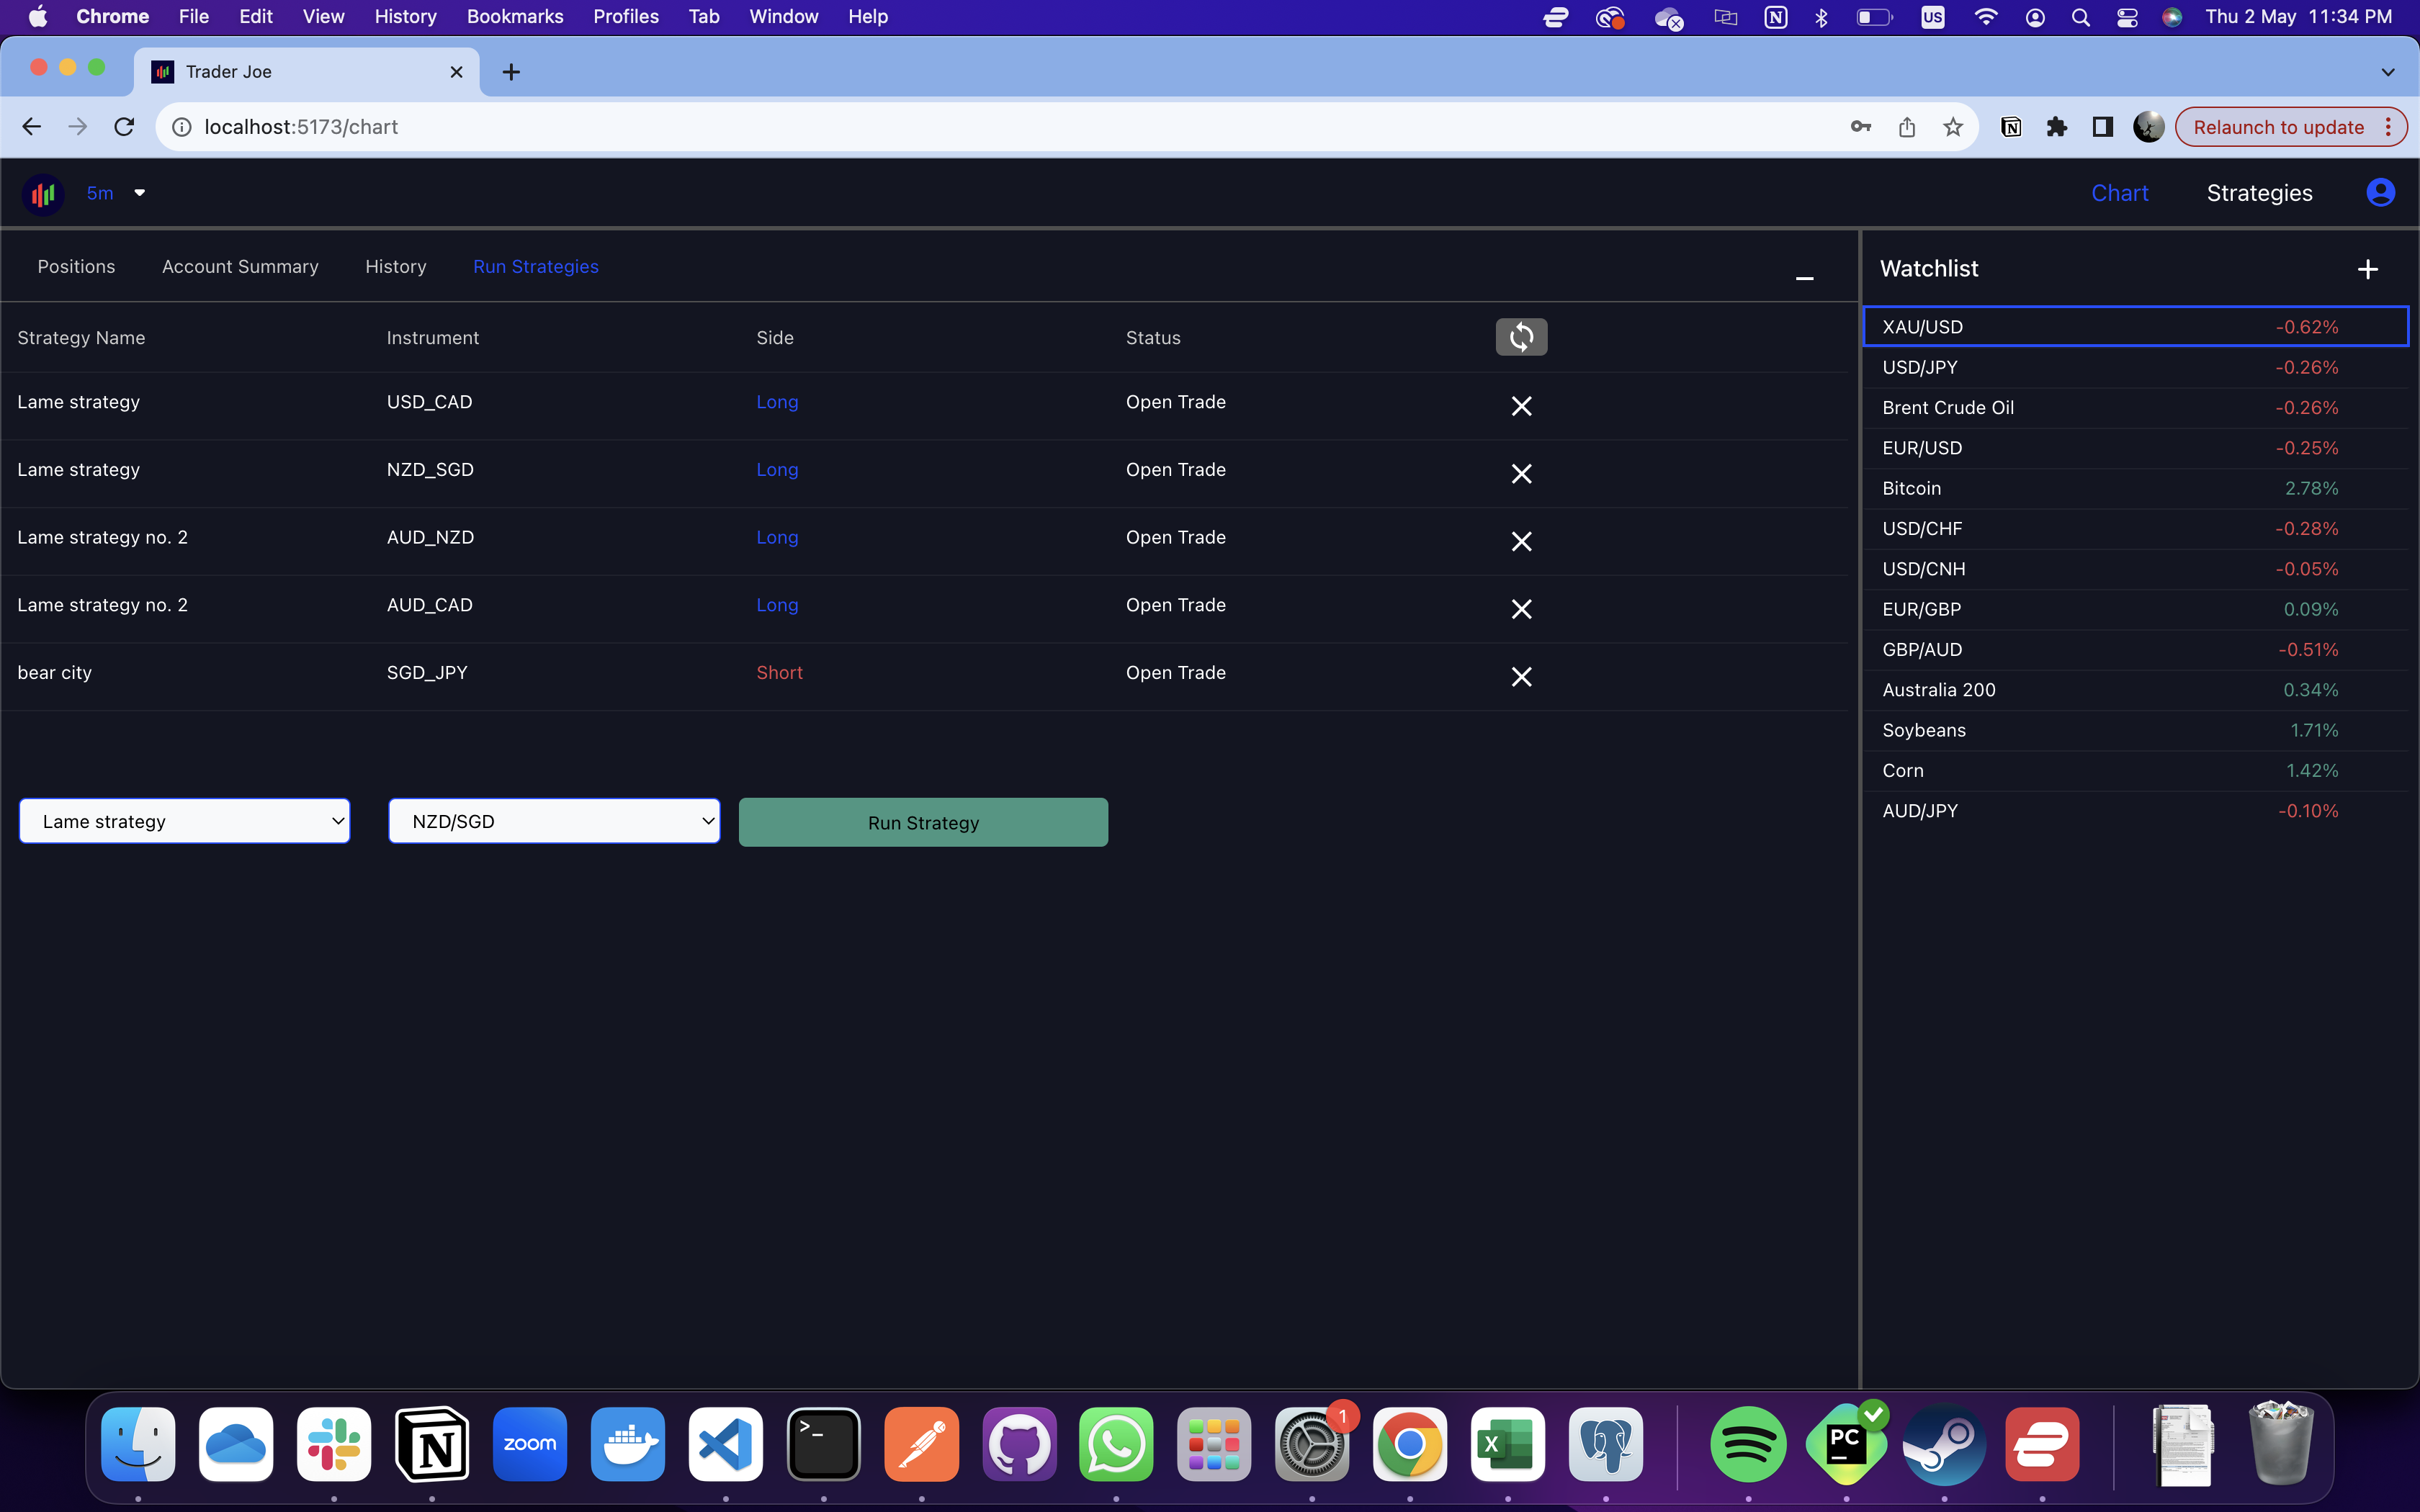 Chrome File Edit View History Bookmarks Profiles Tab Window Help N US Thu 2 May 11:34 PM
Trader Joe
localhost:5173/chart N Relaunch to update
5m Chart Strategies
Positions Account Summary History Run Strategies
Strategy Name Instrument Side Status
Lame strategy USD_CAD Long Open Trade
Lame strategy NZD_SGD Long Open Trade
Lame strategy no. 2 AUD_NZD Long Open Trade
Lame strategy no. 2 AUD_CAD Long Open Trade
bear city SGD_JPY Short Open Trade
Lame strategy NZD/SGD Run Strategy
Watchlist
XAU/USD -0.62%
USD/JPY -0.26%
Brent Crude Oil -0.26%
EUR/USD -0.25%
Bitcoin 2.78%
USD/CHF -0.28%
USD/CNH -0.05%
EUR/GBP 0.09%
GBP/AUD -0.51%
Australia 200 0.34%
Soybeans 1.71%
Corn 1.42%
AUD/JPY -0.10%
N zoom >_ 1 X PC